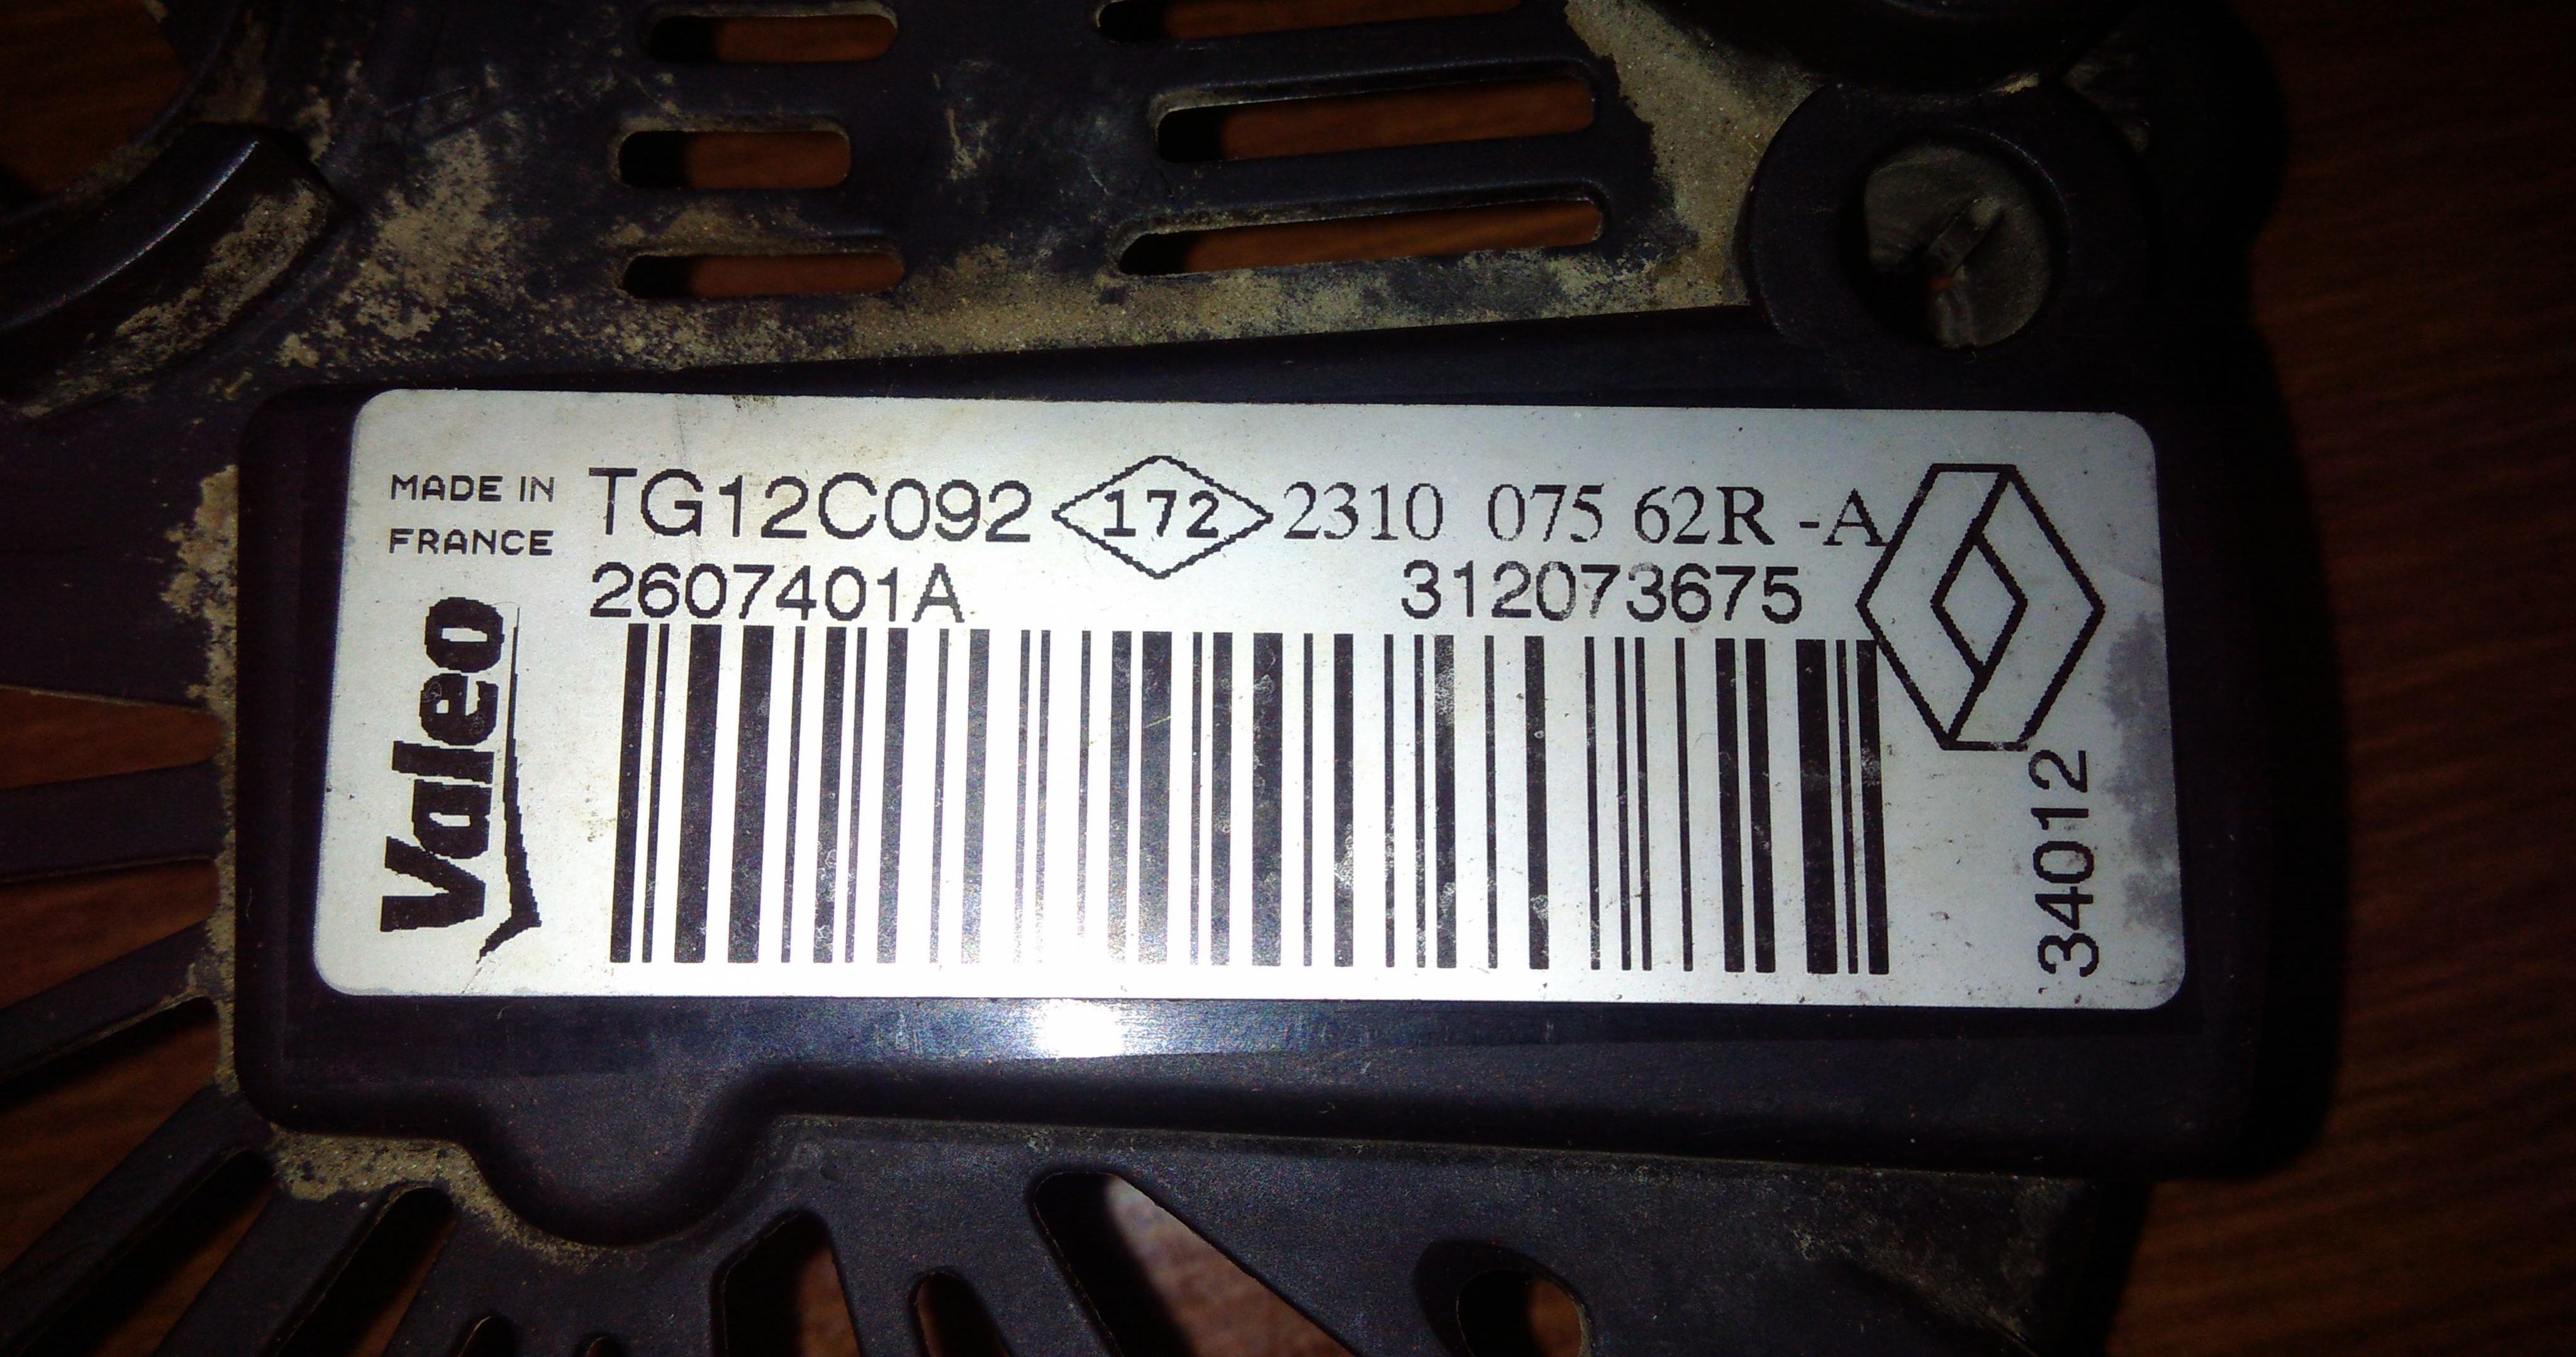 MADE IN
FRANCE
TG12C092 172 2310 075 62R -A
2607401A 312073675
Valeo
34012